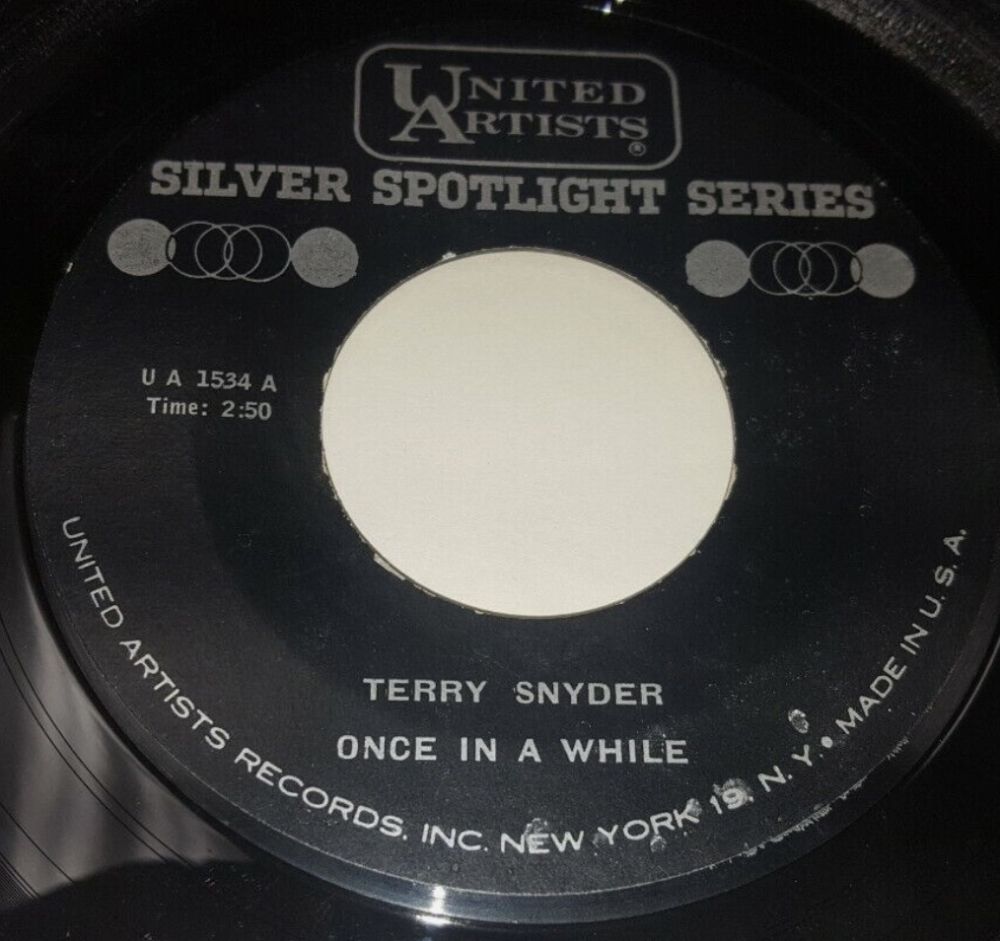 UNITED
ARTISTS®
SILVER SPOTLIGHT SERIES
U A 1534 A
Time: 2:50
TERRY SNYDER
ONCE IN A WHILE
UNITED ARTISTS RECORDS, INC. NEW YORK 19, N. Y. • MADE IN U. S. A.